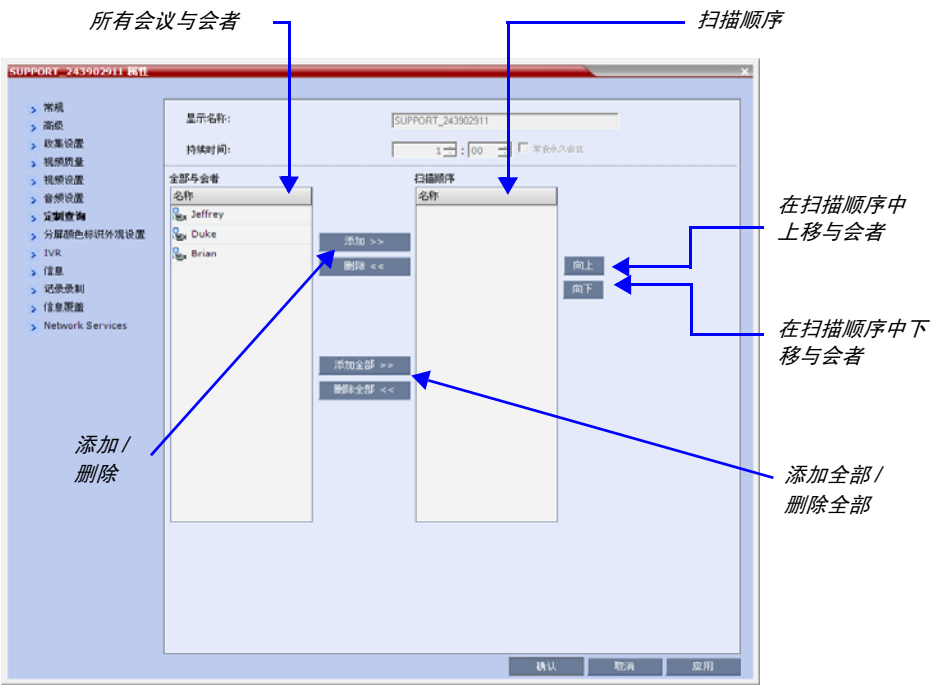 所有会议与会者
扫描顺序
SUPPORT_243902911 属性
常规
高级
收集设置
视频质量
视频设置
音频设置
定制查询
分屏颜色标识外观设置
IVR
信息
记录录制
信息覆盖
Network Services
显示名称:
SUPPORT_243902911
持续时间:
1 : 00
常设永久会议
全部与会者
名称
Jeffrey
Duke
Brian
添加 >>
删除 <<
添加全部 >>
删除全部 <<
扫描顺序
名称
向上
向下
在扫描顺序中
上移与会者
在扫描顺序中下
移与会者
添加 /
删除
添加全部 /
删除全部
确认
取消
应用